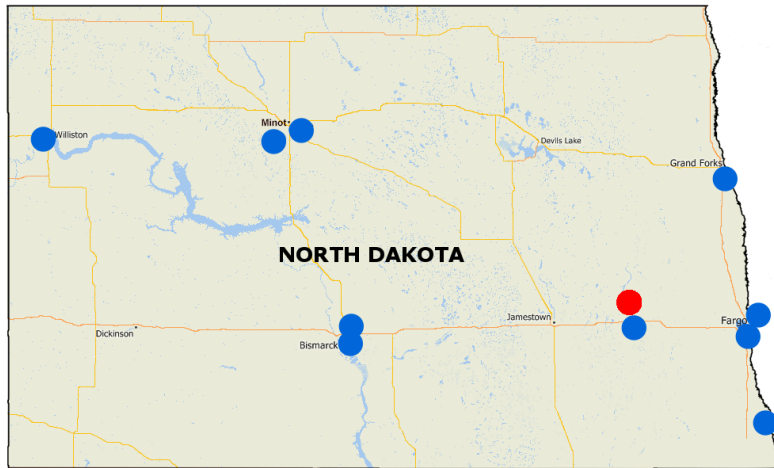 Minot
Williston
Devils Lake
Grand Forks
NORTH DAKOTA
Jamestown
Fargo
Dickinson
Bismarck